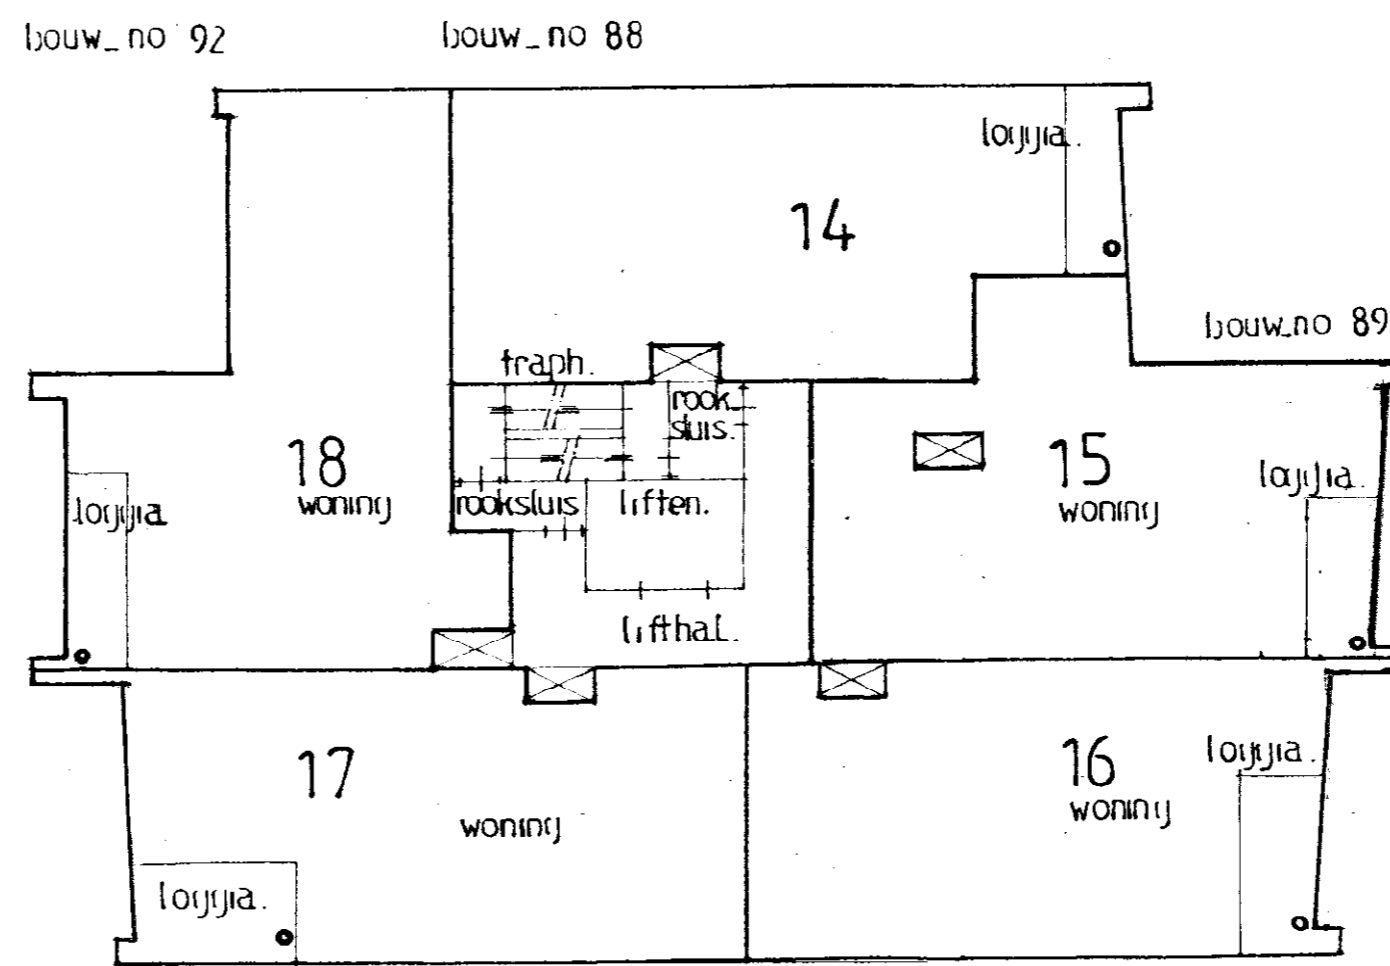 bouw_no 92
bouw_no 88
loggia.
14
bouw_no 89
traph.
rook_
sluis.
18
woning
15
woning
loggia.
loggia
rooksluis
liften.
lifthal.
17
woning
16
woning
loggia.
loggia.